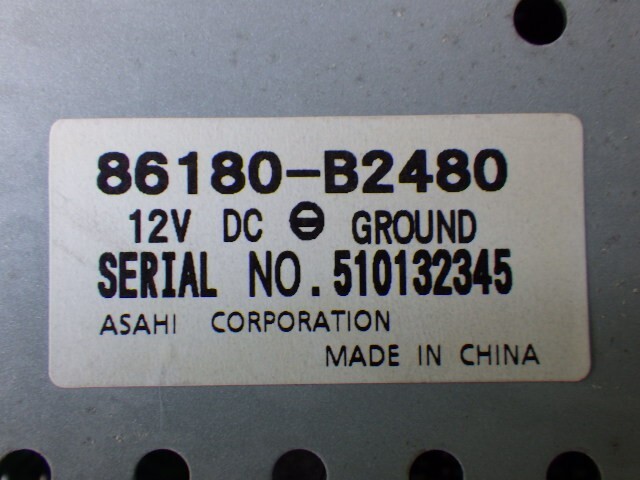 86180-B2480
12V DC ⊖ GROUND
SERIAL NO.510132345
ASAHI CORPORATION
MADE IN CHINA